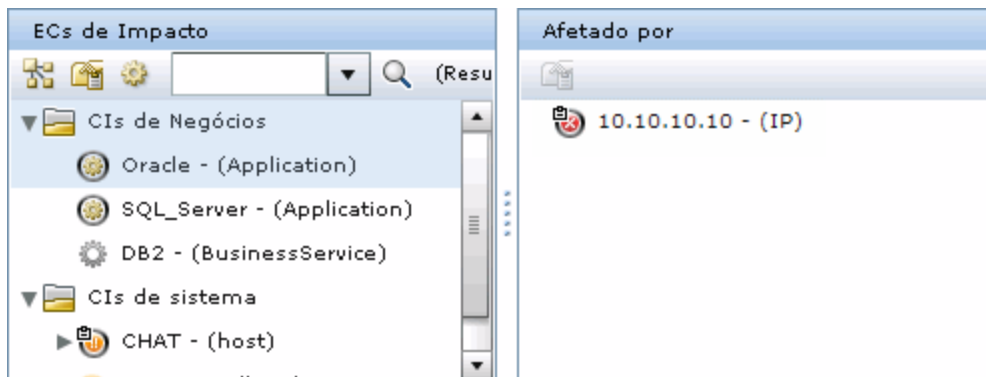 ECs de Impacto
(Resu
CIs de Negócios
Oracle - (Application)
SQL_Server - (Application)
DB2 - (BusinessService)
CIs de sistema
CHAT - (host)
Afetado por
10.10.10.10 - (IP)